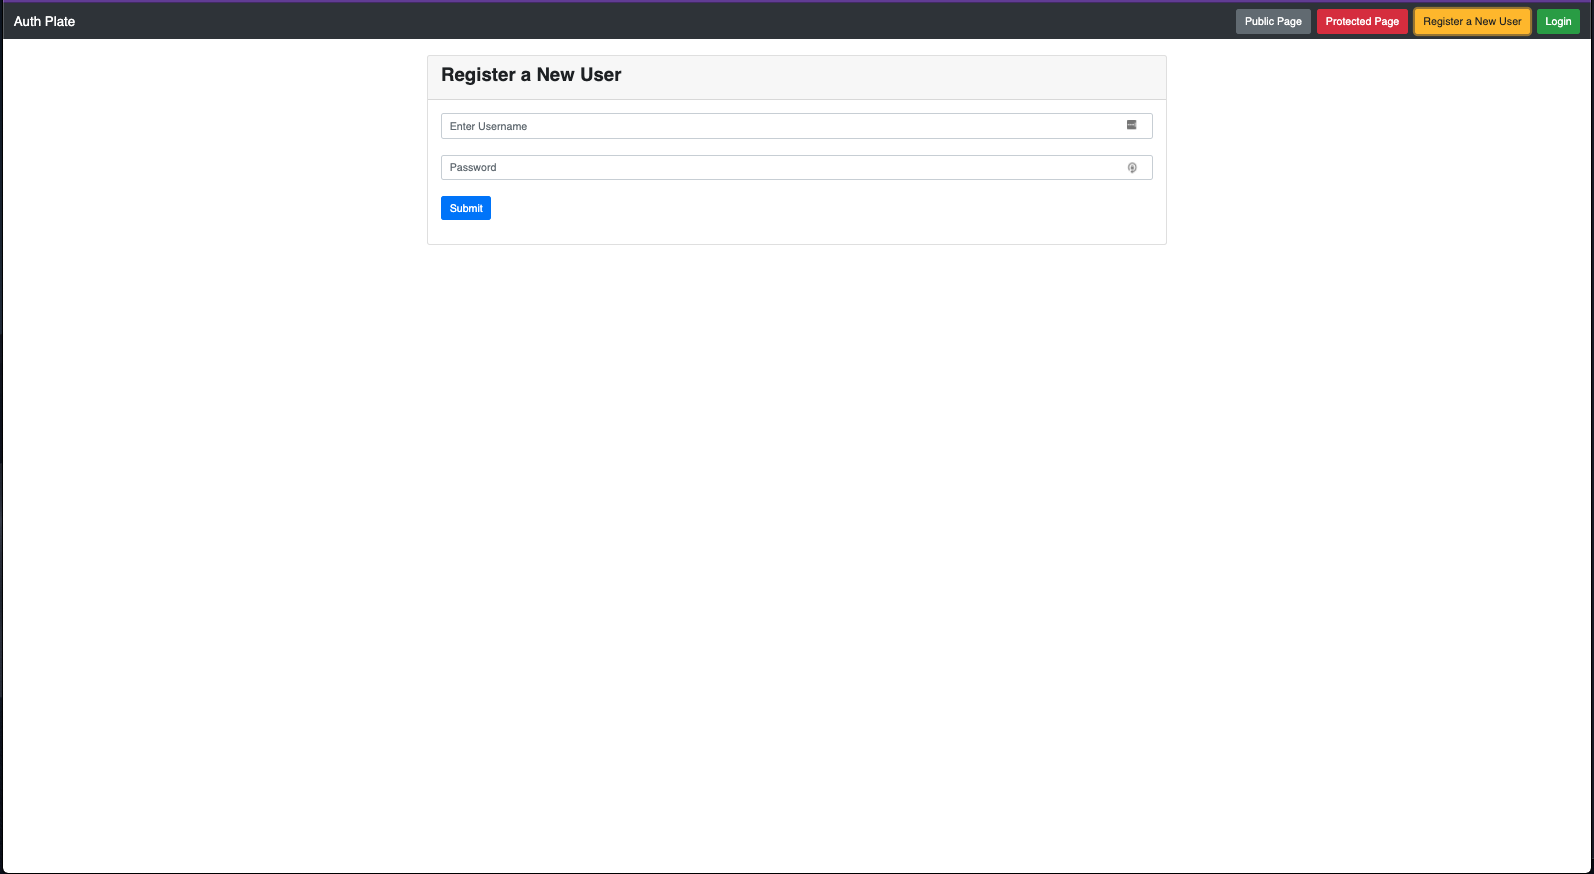 Auth Plate
Public Page
Protected Page
Register a New User
Login
Register a New User
Enter Username
Password
Submit